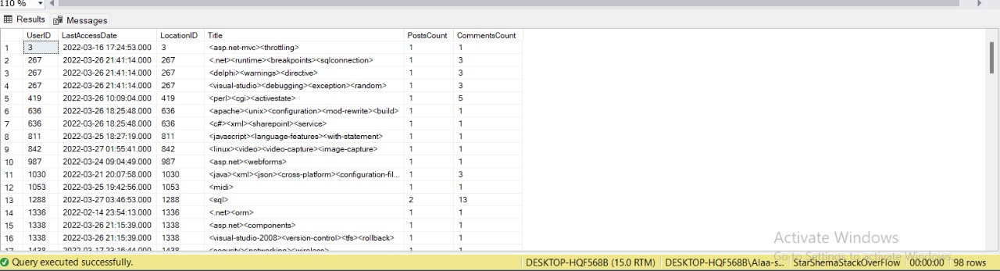 110 %
Results Messages
UserID LastAccessDate LocationID Title PostsCount CommentsCount
1 3 2022-03-16 17:24:53.000 3 <asp.net-mvc><throttling> 1 1
2 267 2022-03-26 21:41:14.000 267 <.net><runtime><breakpoints><sqlconnection> 1 3
3 267 2022-03-26 21:41:14.000 267 <delphi><warnings><directive> 1 3
4 267 2022-03-26 21:41:14.000 267 <visual-studio><debugging><exception><random> 1 3
5 419 2022-03-26 10:09:04.000 419 <perl><cgi><activestate> 1 5
6 636 2022-03-26 18:25:48.000 636 <apache><unix><configuration><mod-rewrite><build> 1 1
7 636 2022-03-26 18:25:48.000 636 <c#><xml><sharepoint><service> 1 1
8 811 2022-03-25 18:27:19.000 811 <javascript><language-features><with-statement> 1 1
9 842 2022-03-27 01:55:41.000 842 <linux><video><video-capture><image-capture> 1 1
10 987 2022-03-24 09:04:49.000 987 <asp.net><webforms> 1 1
11 1030 2022-03-21 20:07:58.000 1030 <java><xml><json><cross-platform><configuration-fil... 1 3
12 1053 2022-03-25 19:42:56.000 1053 <midi> 1 1
13 1288 2022-03-27 03:46:53.000 1288 <sql> 2 13
14 1336 2022-02-14 23:54:13.000 1336 <.net><orm> 1 1
15 1338 2022-03-26 21:15:39.000 1338 <asp.net><components> 1 1
16 1338 2022-03-26 21:15:39.000 1338 <visual-studio-2008><version-control><tfs><rollback> 1 1
17 1438 2022-03-17 23:16:44.000 1438 <security><networking><wireless> 1 1
Activate Windows
Go to Settings to activate Windows.
Query executed successfully. DESKTOP-HQF568B (15.0 RTM) DESKTOP-HQF568B\Alaa-s... StarShemaStackOverFlow 00:00:00 98 rows